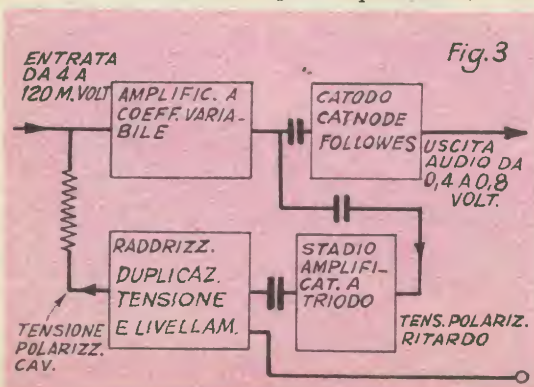 Fig.3
ENTRATA
DA 4 A
120 M. VOLT
AMPLIFIC. A
COEFF. VARIA-
BILE
CATODO
CATNODE
FOLLOWES
USCITA
AUDIO DA
0,4 A 0,8
VOLT.
RADDRIZZ.
DUPLICAZ.
TENSIONE
E LIVELLAM.
STADIO
AMPLIFI-
CAT. A
TRIODO
TENSIONE
POLARIZZ.
CAV.
TENS. POLARIZ.
RITARDO